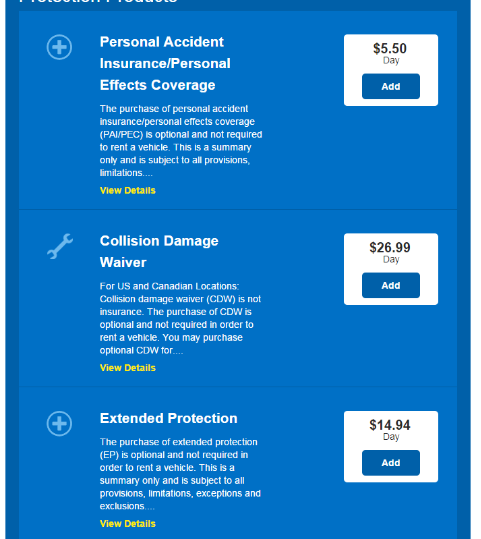 Protection Products
Personal Accident
Insurance/Personal
Effects Coverage
The purchase of personal accident
insurance/personal effects coverage
(PAI/PEC) is optional and not required
to rent a vehicle. This is a summary
only and is subject to all provisions,
limitations....
View Details
$5.50
Day
Add
Collision Damage
Waiver
For US and Canadian Locations:
Collision damage waiver (CDW) is not
insurance. The purchase of CDW is
optional and not required in order to
rent a vehicle. You may purchase
optional CDW for....
View Details
$26.99
Day
Add
Extended Protection
The purchase of extended protection
(EP) is optional and not required in
order to rent a vehicle. This is a
summary only and is subject to all
provisions, limitations, exceptions and
exclusions....
View Details
$14.94
Day
Add